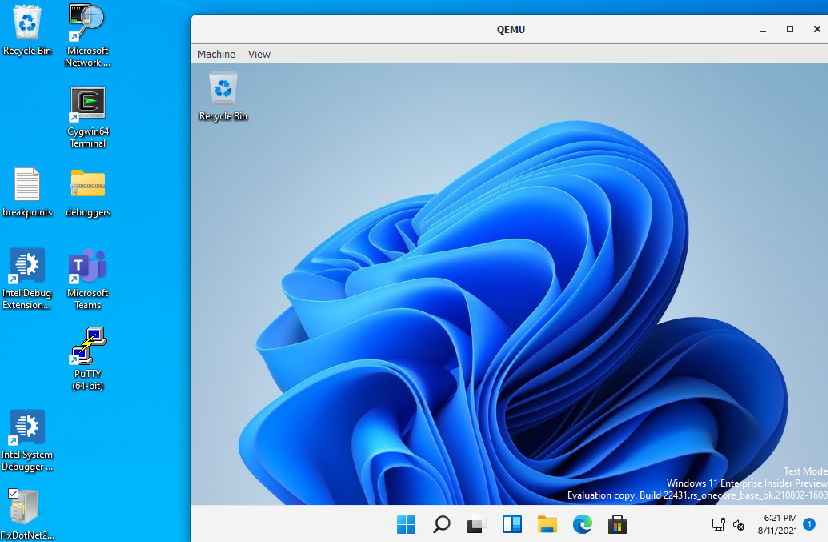 Recycle Bin
Microsoft
Network ...
Cygwin64
Terminal
breakpoints
debuggers
Intel Debug
Extension...
Microsoft
Teams
PuTTY
(64-bit)
Intel System
Debugger ...
FixDotNet2...
QEMU
Machine View
Recycle Bin
Test Mode
Windows 11 Enterprise Insider Preview
Evaluation copy. Build 22431.rs_onecore_base_bk.210802-1600
6:21 PM
8/11/2021
1